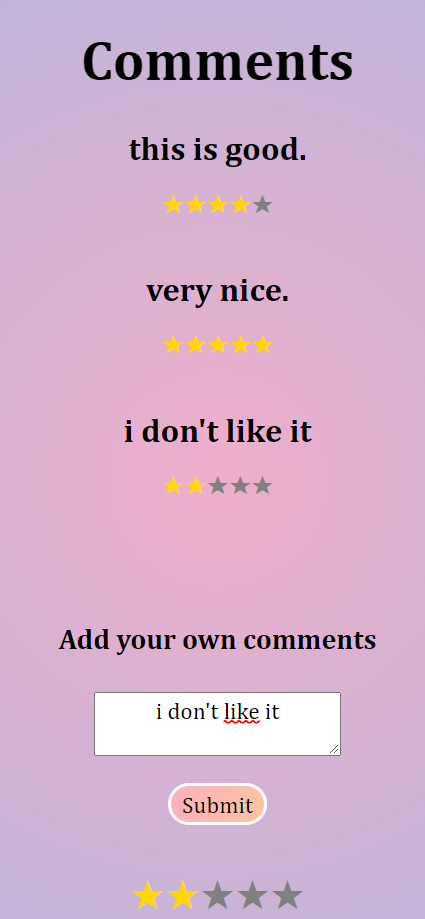 Comments
this is good.
very nice.
i don't like it
Add your own comments
i don't like it
Submit